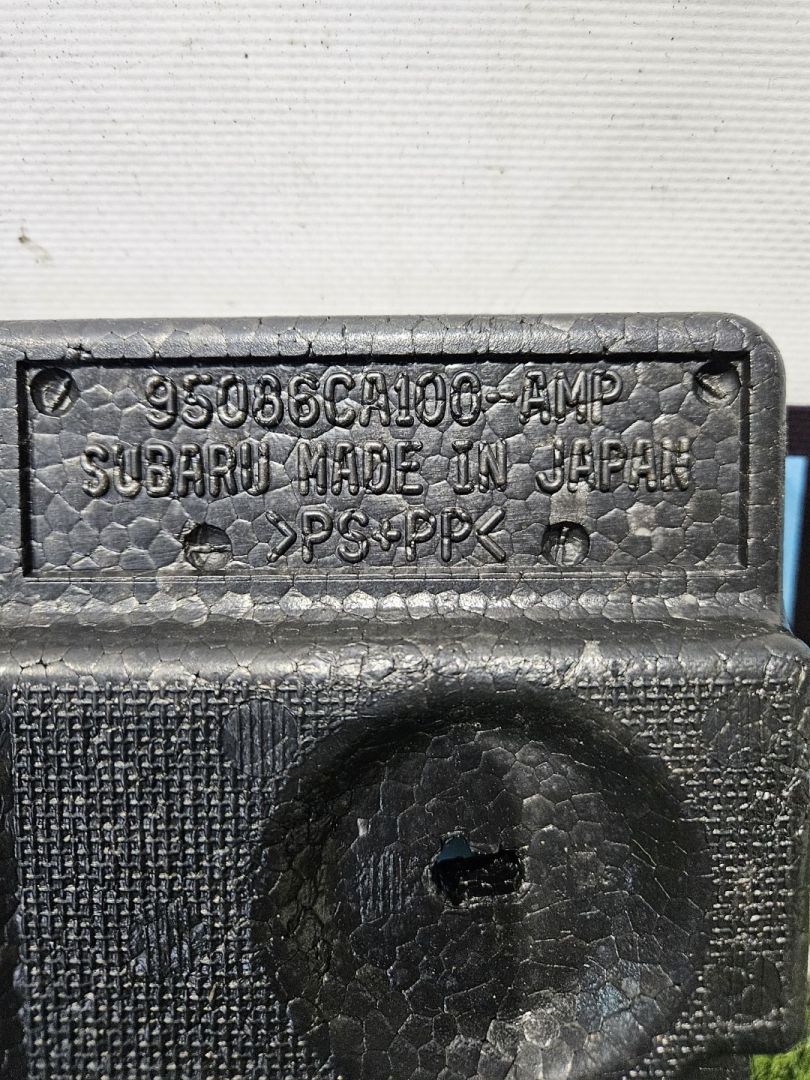 95086CA100-AMP
SUBARU MADE IN JAPAN
>PS+PP<